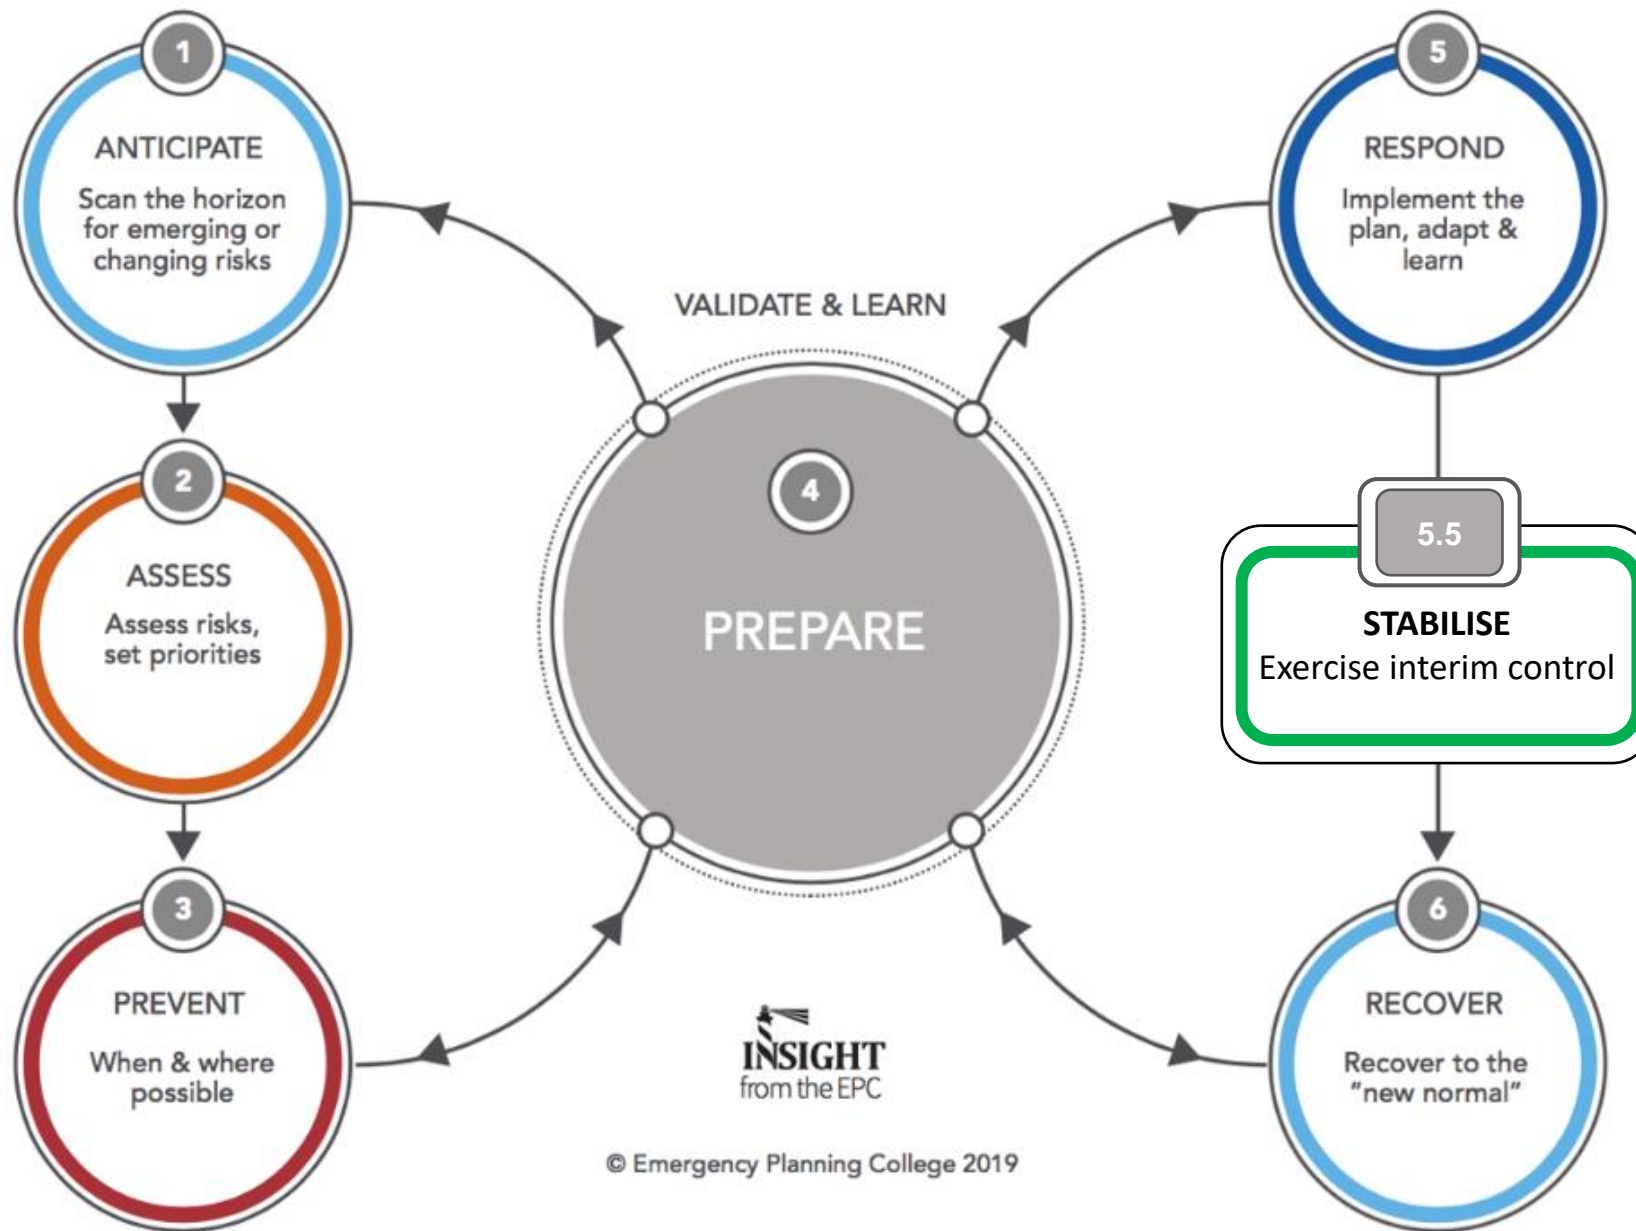 1
ANTICIPATE
Scan the horizon
for emerging or
changing risks
2
ASSESS
Assess risks,
set priorities
3
PREVENT
When & where
possible
VALIDATE & LEARN
4
PREPARE
INSIGHT
from the EPC
© Emergency Planning College 2019
5
RESPOND
Implement the
plan, adapt &
learn
5.5
STABILISE
Exercise interim control
6
RECOVER
Recover to the
"new normal"